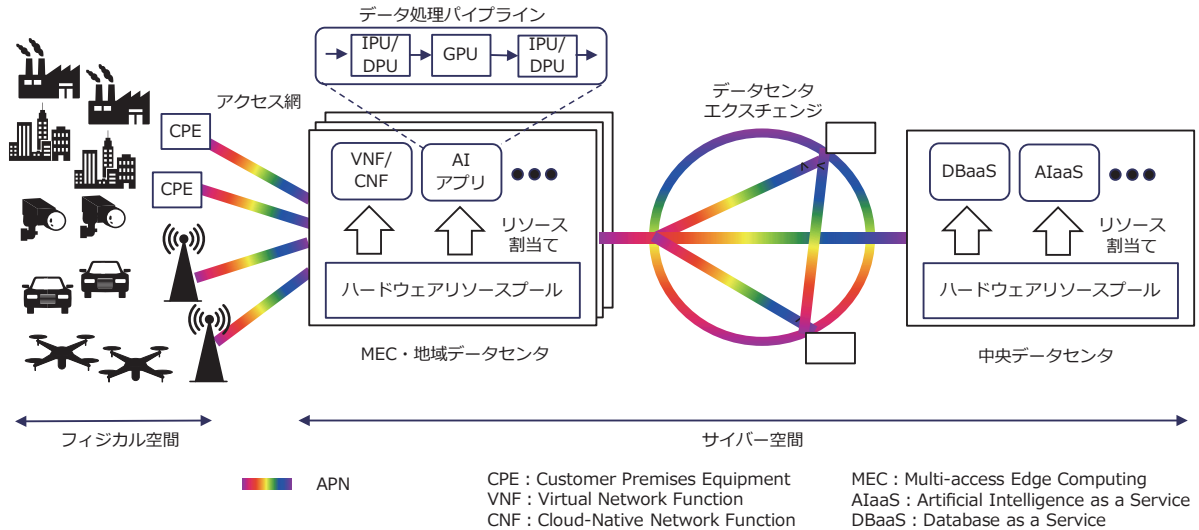 データ処理パイプライン
IPU/
DPU
GPU
IPU/
DPU
アクセス網
CPE
CPE
VNF/
CNF
AI
アプリ
リソース
割当て
ハードウェアリソースプール
MEC・地域データセンタ
データセンタ
エクスチェンジ
DBaaS
AIaaS
リソース
割当て
ハードウェアリソースプール
中央データセンタ
フィジカル空間
サイバー空間
APN
CPE : Customer Premises Equipment
VNF : Virtual Network Function
CNF : Cloud-Native Network Function
MEC : Multi-access Edge Computing
AIaaS : Artificial Intelligence as a Service
DBaaS : Database as a Service